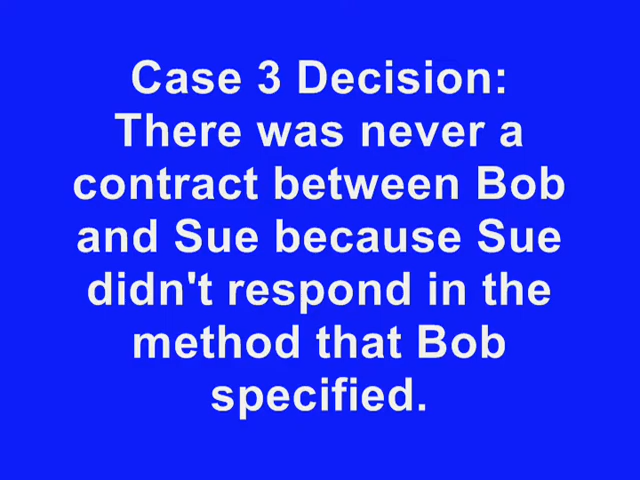 Case 3 Decision:
There was never a
contract between Bob
and Sue because Sue
didn't respond in the
method that Bob
specified.